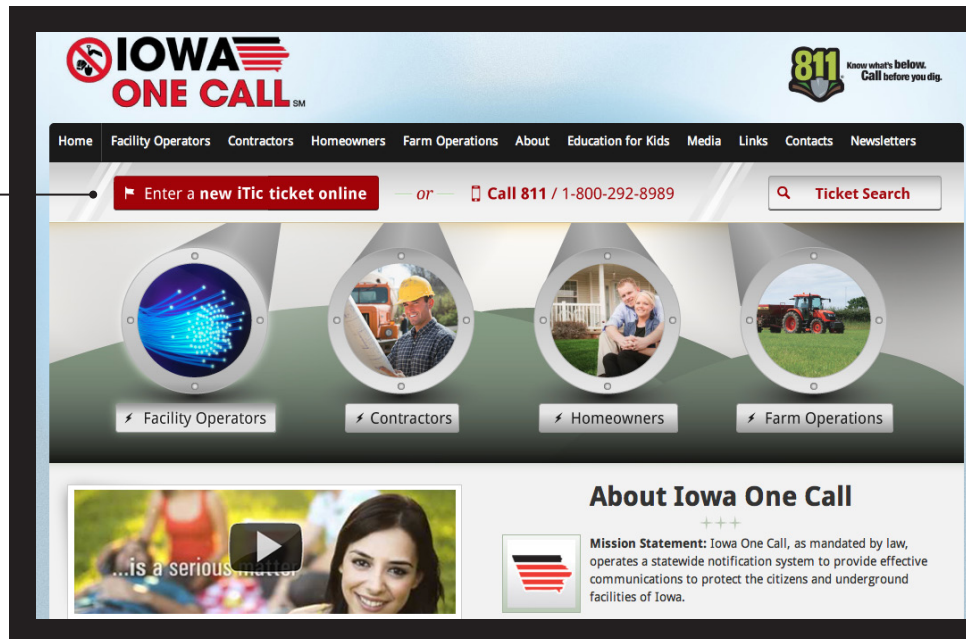 IOWA
ONE CALL SM
811 Know what's below.
Call before you dig.
Home Facility Operators Contractors Homeowners Farm Operations About Education for Kids Media Links Contacts Newsletters
Enter a new iTic ticket online — or — Call 811 / 1-800-292-8989 Ticket Search
Facility Operators Contractors Homeowners Farm Operations
...is a serious matter
About Iowa One Call
Mission Statement: Iowa One Call, as mandated by law,
operates a statewide notification system to provide effective
communications to protect the citizens and underground
facilities of Iowa.